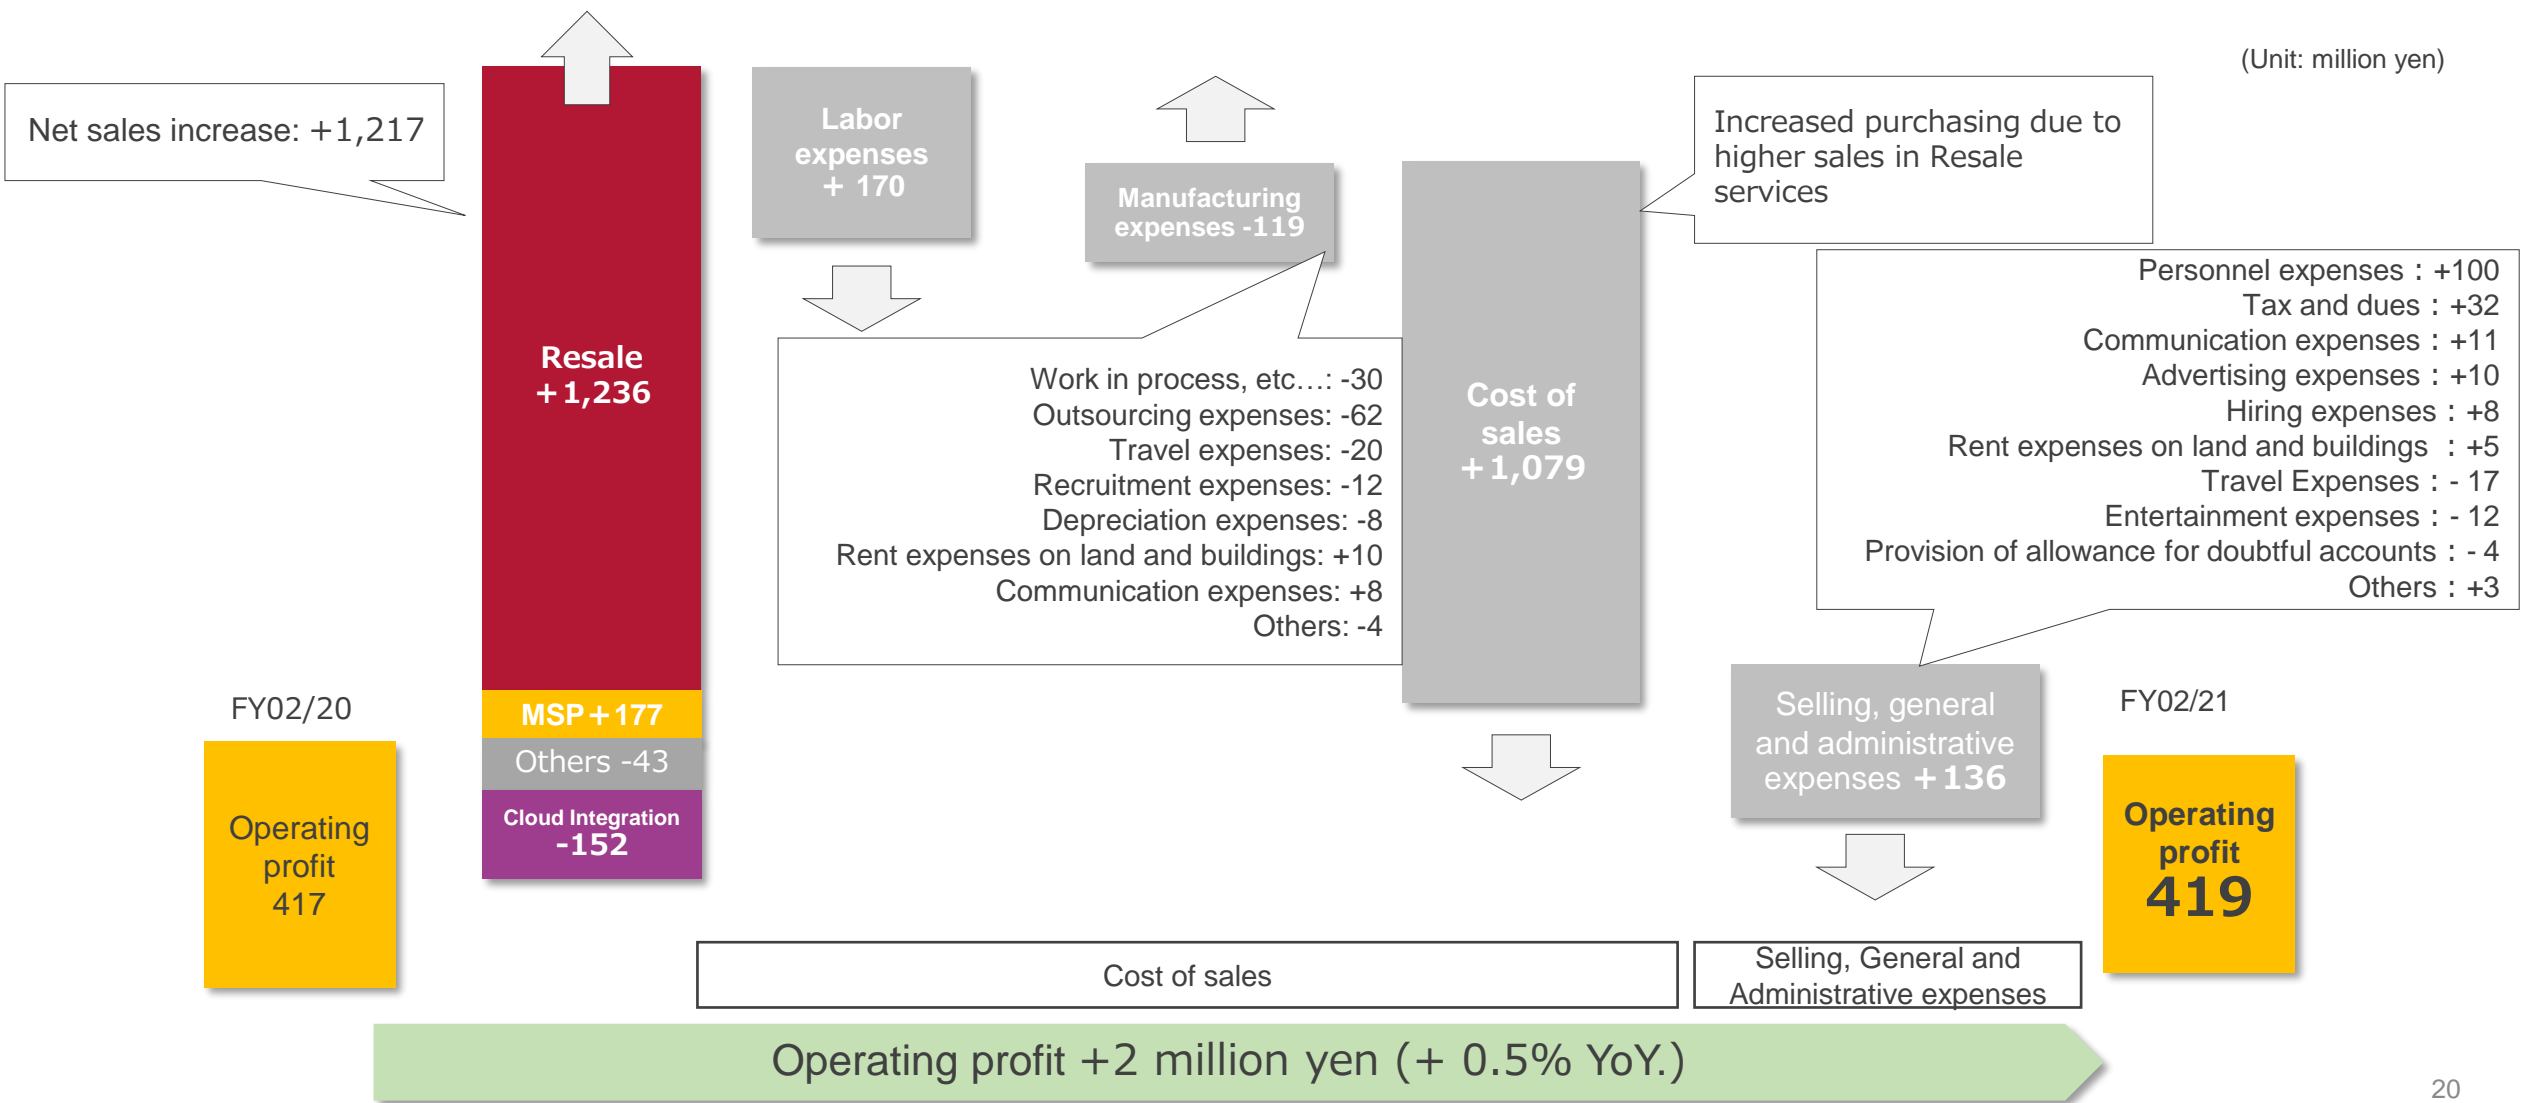 (Unit: million yen)
Net sales increase: +1,217
Resale
+1,236
MSP+177
Others -43
Cloud Integration
-152
Labor
expenses
+ 170
Manufacturing
expenses -119
Work in process, etc…: -30
Outsourcing expenses: -62
Travel expenses: -20
Recruitment expenses: -12
Depreciation expenses: -8
Rent expenses on land and buildings: +10
Communication expenses: +8
Others: -4
Cost of
sales
+1,079
Increased purchasing due to
higher sales in Resale
services
Personnel expenses : +100
Tax and dues : +32
Communication expenses : +11
Advertising expenses : +10
Hiring expenses : +8
Rent expenses on land and buildings : +5
Travel Expenses : - 17
Entertainment expenses : - 12
Provision of allowance for doubtful accounts : - 4
Others : +3
Selling, general
and administrative
expenses +136
FY02/20
Operating
profit
417
FY02/21
Operating
profit
419
Cost of sales
Selling, General and
Administrative expenses
Operating profit +2 million yen (+ 0.5% YoY.)
20